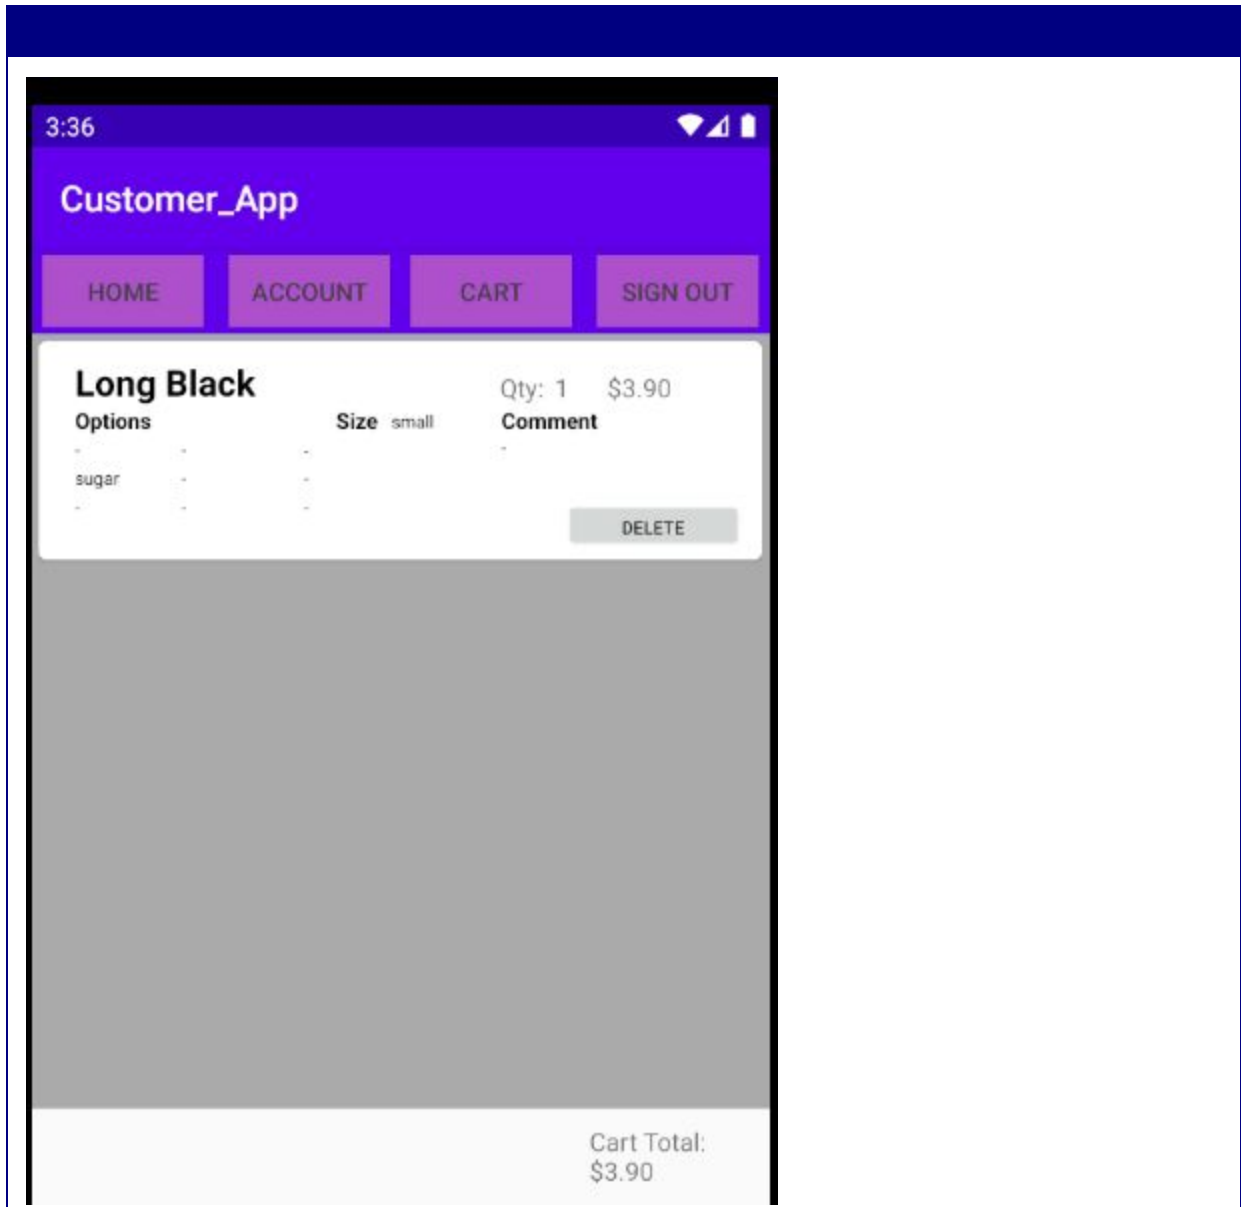 3:36
Customer_App
HOME ACCOUNT CART SIGN OUT
Long Black Qty: 1 $3.90
Options Size small Comment
- - - -
sugar - -
- - -
DELETE
Cart Total:
$3.90